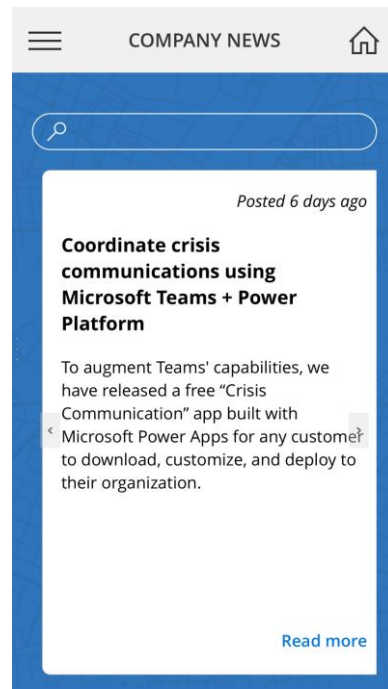 COMPANY NEWS
Posted 6 days ago
Coordinate crisis
communications using
Microsoft Teams + Power
Platform
To augment Teams' capabilities, we
have released a free “Crisis
Communication” app built with
Microsoft Power Apps for any customer
to download, customize, and deploy to
their organization.
Read more